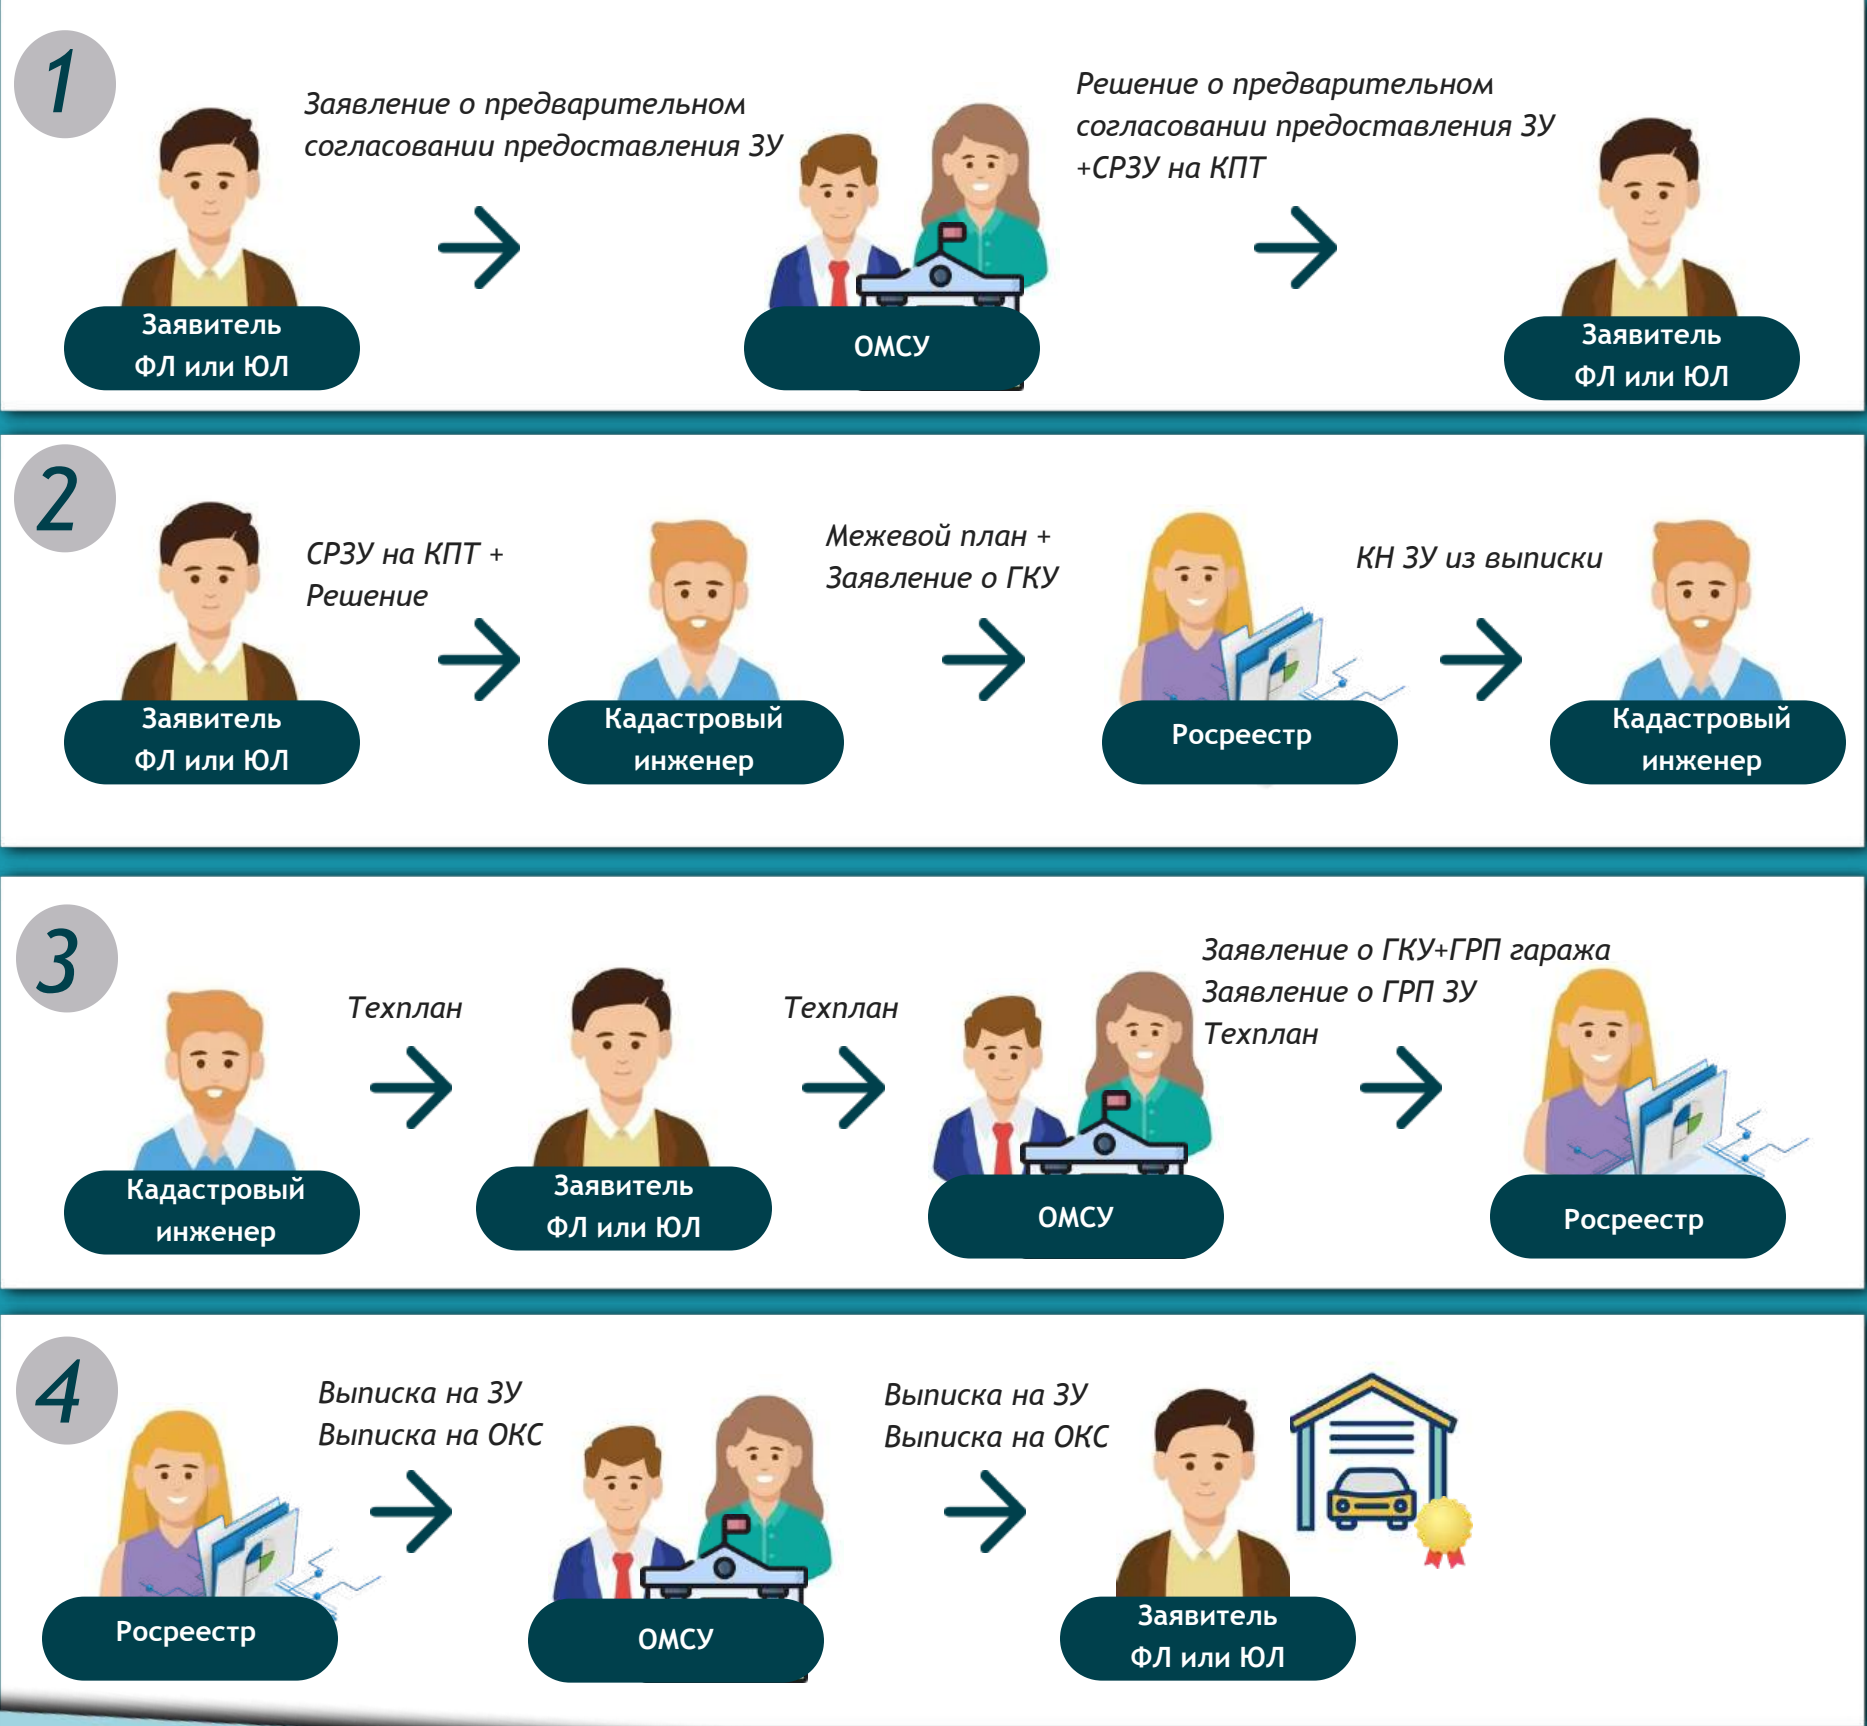 1
Заявление о предварительном
согласовании предоставления ЗУ
Решение о предварительном
согласовании предоставления ЗУ
+СРЗУ на КПТ
Заявитель
ФЛ или ЮЛ
ОМСУ
Заявитель
ФЛ или ЮЛ
2
СРЗУ на КПТ +
Решение
Межевой план +
Заявление о ГКУ
КН ЗУ из выписки
Заявитель
ФЛ или ЮЛ
Кадастровый
инженер
Росреестр
Кадастровый
инженер
3
Техплан
Техплан
Заявление о ГКУ+ГРП гаража
Заявление о ГРП ЗУ
Техплан
Кадастровый
инженер
Заявитель
ФЛ или ЮЛ
ОМСУ
Росреестр
4
Выписка на ЗУ
Выписка на ОКС
Выписка на ЗУ
Выписка на ОКС
Росреестр
ОМСУ
Заявитель
ФЛ или ЮЛ